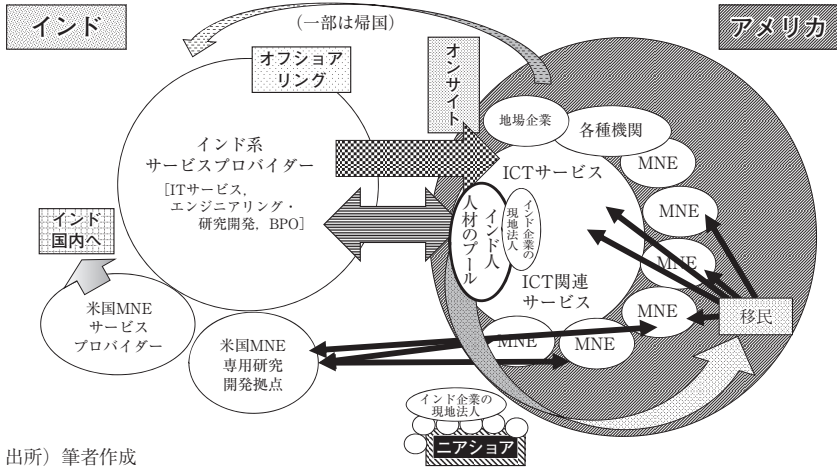 インド
(一部は帰国)
アメリカ
オフショア
リング
オンサイト
地場企業
各種機関
MNE
インド系
サービスプロバイダー
[ITサービス,
エンジニアリング・
研究開発, BPO]
ICTサービス
MNE
インド人
人材のプール
インド企業の
現地法人
インド
国内へ
MNE
ICT関連
サービス
MNE
移民
米国MNE
サービス
プロバイダー
米国MNE
専用研究
開発拠点
MNE
MNE
インド企業の
現地法人
ニアショア
出所)筆者作成